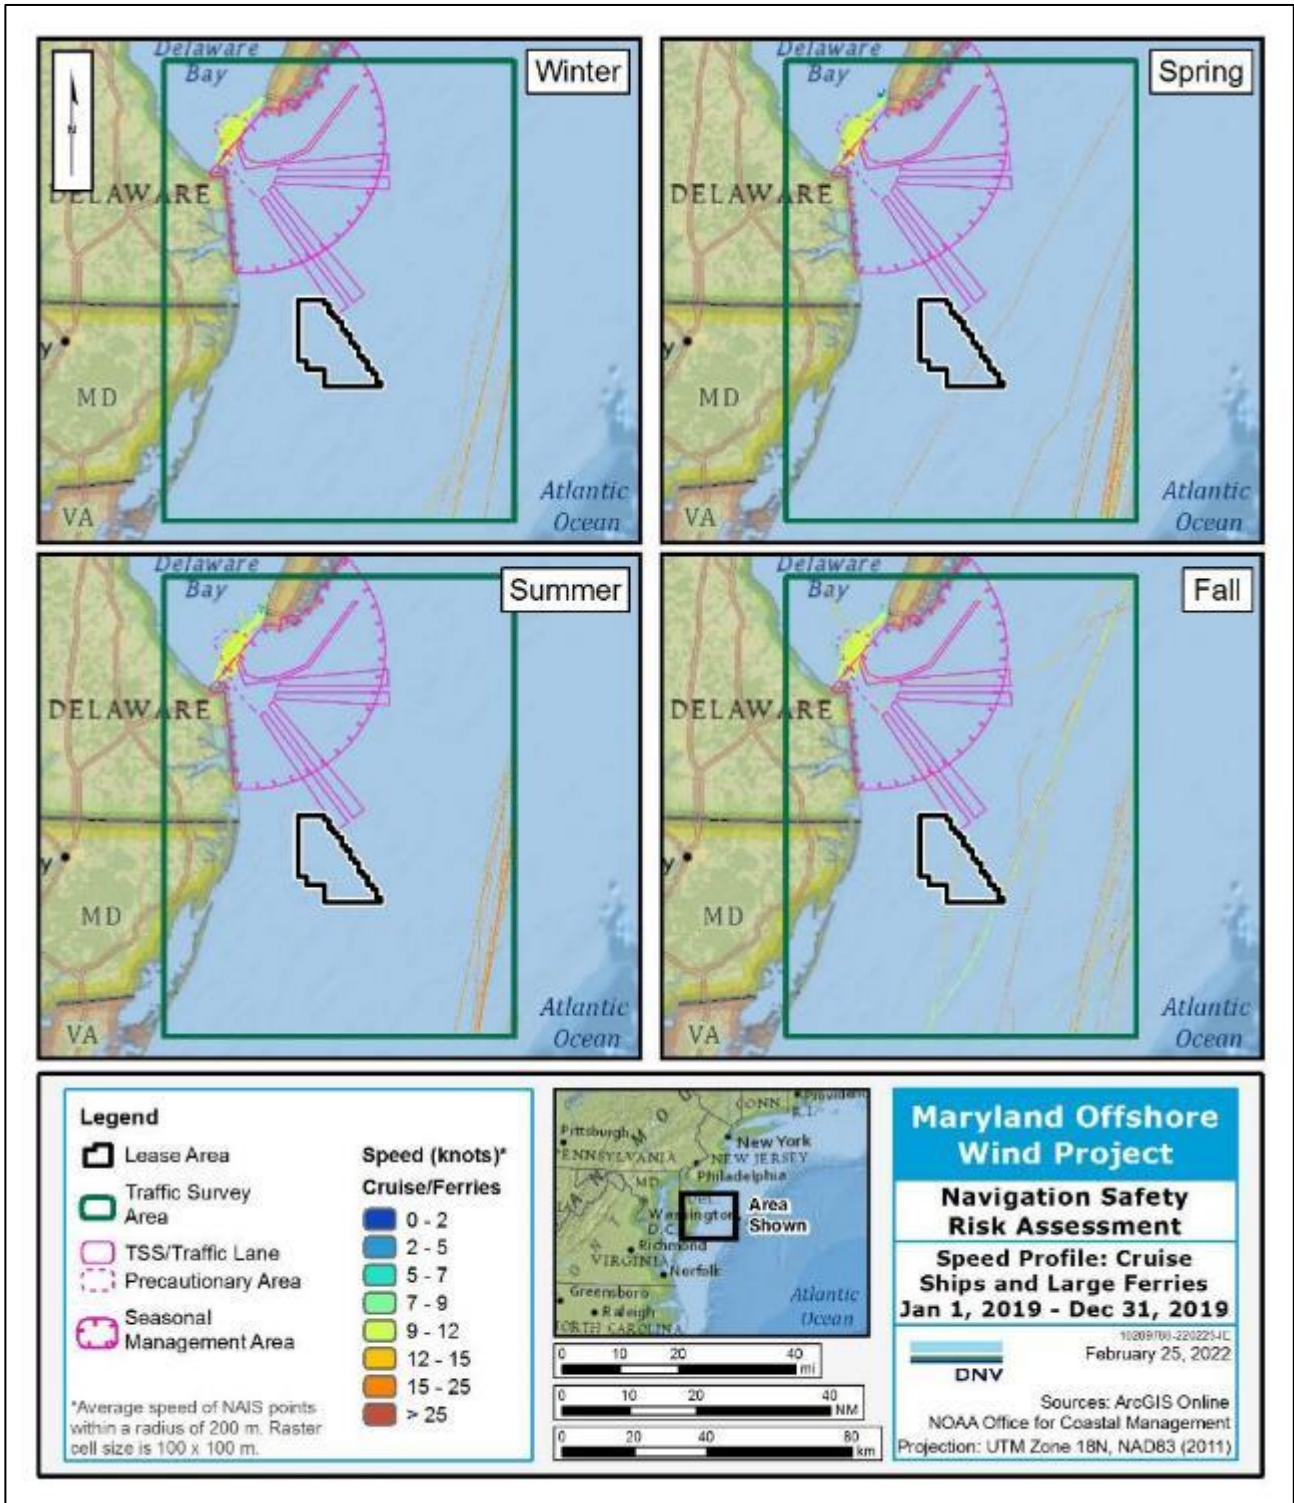 Delaware
Bay
Winter
N
DELAWARE
y
MD
VA
Atlantic
Ocean
Delaware
Bay
Spring
DELAWARE
y
MD
VA
Atlantic
Ocean
Delaware
Bay
Summer
DELAWARE
y
MD
VA
Atlantic
Ocean
Delaware
Bay
Fall
DELAWARE
y
MD
VA
Atlantic
Ocean
Legend
Lease Area
Traffic Survey
Area
TSS/Traffic Lane
Precautionary Area
Seasonal
Management Area
*Average speed of NAIS points
within a radius of 200 m. Raster
cell size is 100 x 100 m.
Speed (knots)*
Cruise/Ferries
0 - 2
2 - 5
5 - 7
7 - 9
9 - 12
12 - 15
15 - 25
> 25
CONN
R.I.
Pittsburgh
New York
ENNSYLVANIA
NEW JERSEY
Philadelphia
MD
Washington
D.C.
Area
Shown
Richmond
VIRGINIA
Norfolk
Greensboro
Raleigh
ORTH CAROLINA
Atlantic
Ocean
0 10 20 40
mi
0 10 20 40
NM
0 20 40 80
km
Maryland Offshore
Wind Project
Navigation Safety
Risk Assessment
Speed Profile: Cruise
Ships and Large Ferries
Jan 1, 2019 - Dec 31, 2019
February 25, 2022
DNV
Sources: ArcGIS Online
NOAA Office for Coastal Management
Projection: UTM Zone 18N, NAD83 (2011)